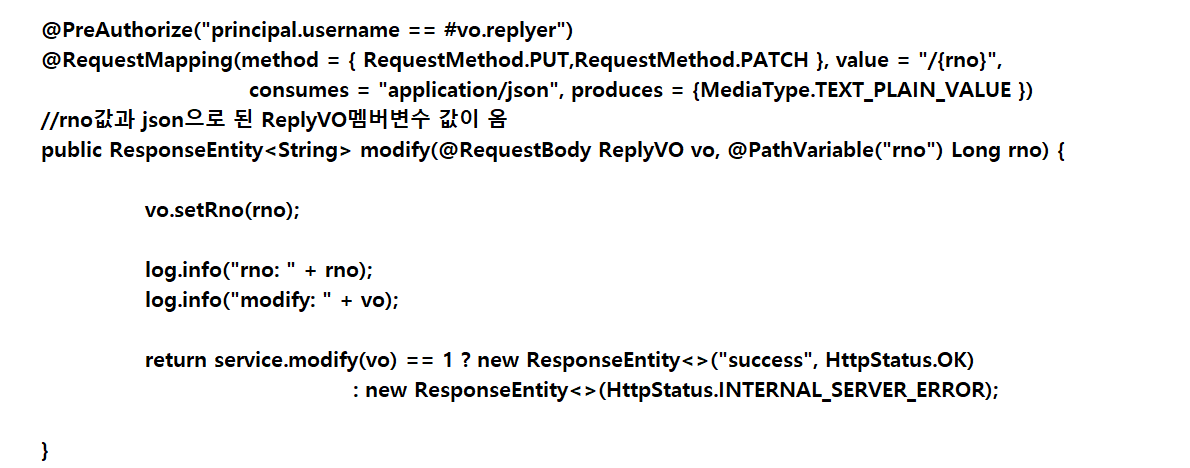 @PreAuthorize("principal.username == #vo.replyer")
@RequestMapping(method = { RequestMethod.PUT,RequestMethod.PATCH }, value = "/{rno}",
consumes = "application/json", produces = {MediaType.TEXT_PLAIN_VALUE })
//rno값과 json으로 된 ReplyVO멤버변수 값이 옴
public ResponseEntity<String> modify(@RequestBody ReplyVO vo, @PathVariable("rno") Long rno) {
vo.setRno(rno);
log.info("rno: " + rno);
log.info("modify: " + vo);
return service.modify(vo) == 1 ? new ResponseEntity<>("success", HttpStatus.OK)
: new ResponseEntity<>(HttpStatus.INTERNAL_SERVER_ERROR);
}